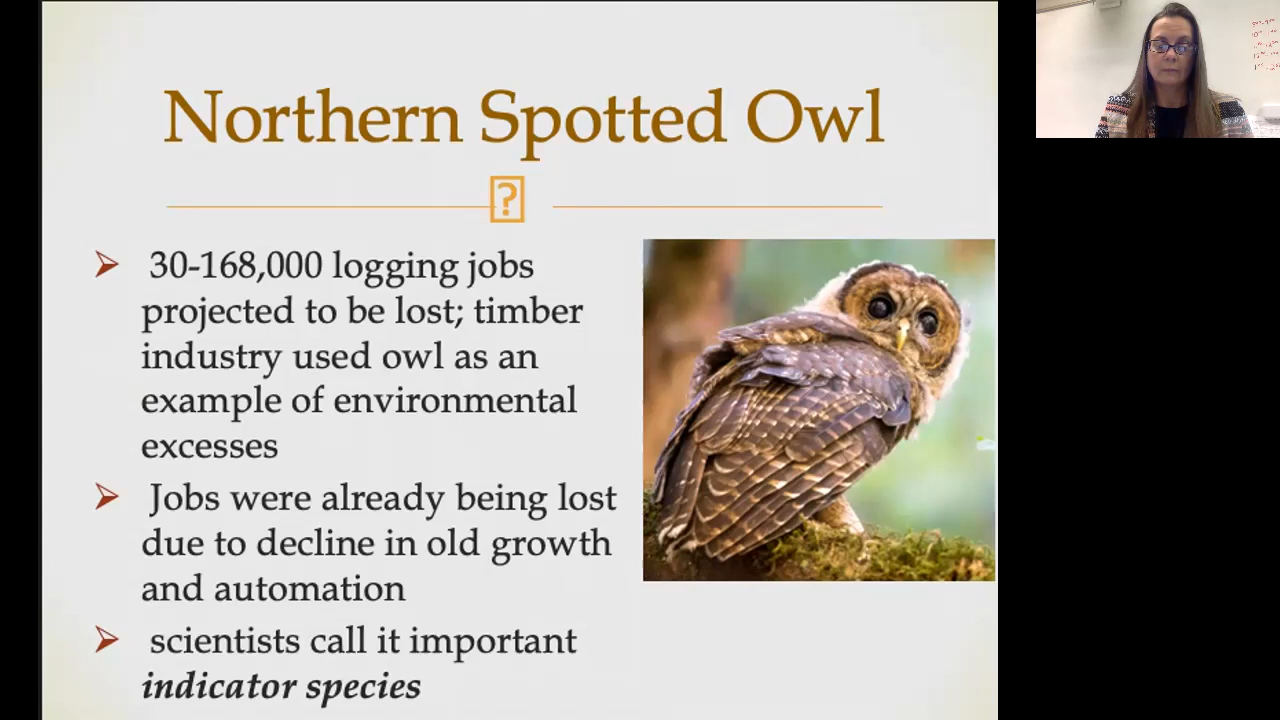 Northern Spotted Owl
30-168,000 logging jobs
projected to be lost; timber
industry used owl as an
example of environmental
excesses
Jobs were already being lost
due to decline in old growth
and automation
scientists call it important
indicator species